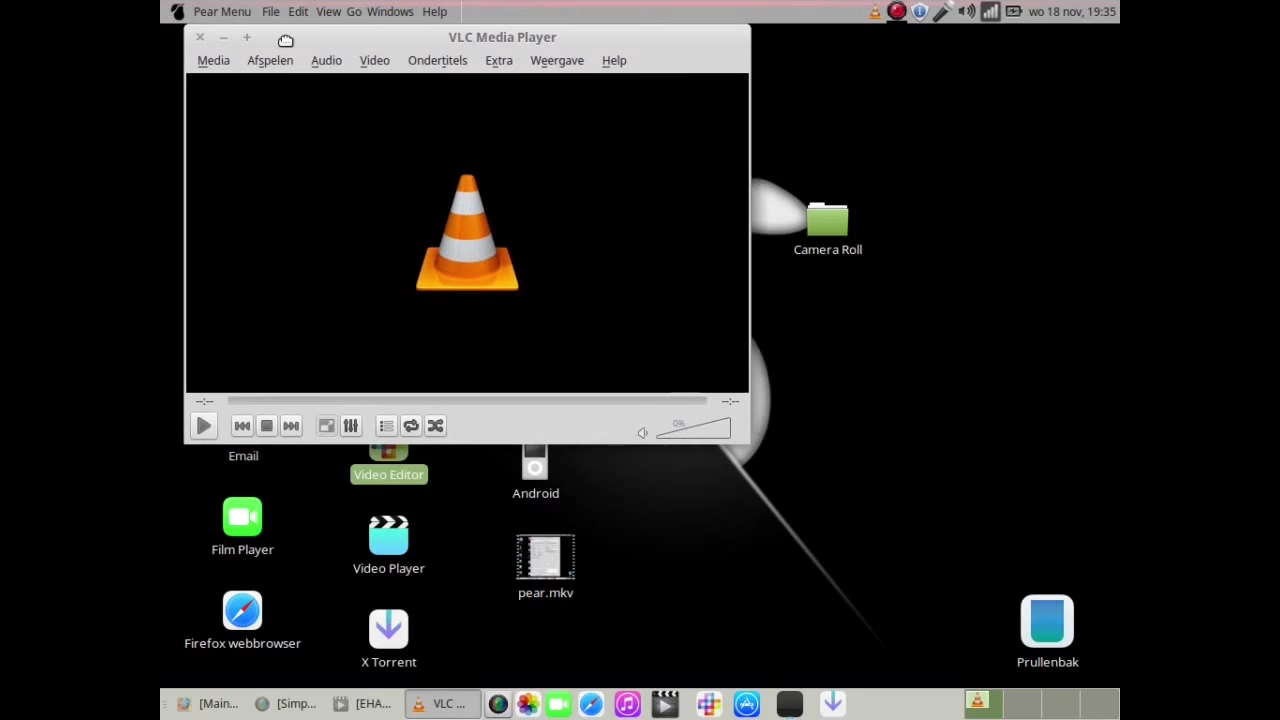 Pear Menu File Edit View Go Windows Help
wo 18 nov, 19:35
VLC Media Player
Media Afspelen Audio Video Ondertitels Extra Weergave Help
Camera Roll
--:-- --:--
0%
Email
Video Editor
Android
Film Player
Video Player
pear.mkv
Firefox webbrowser
X Torrent
Prullenbak
[Main... [Simp... [EHA... VLC ...